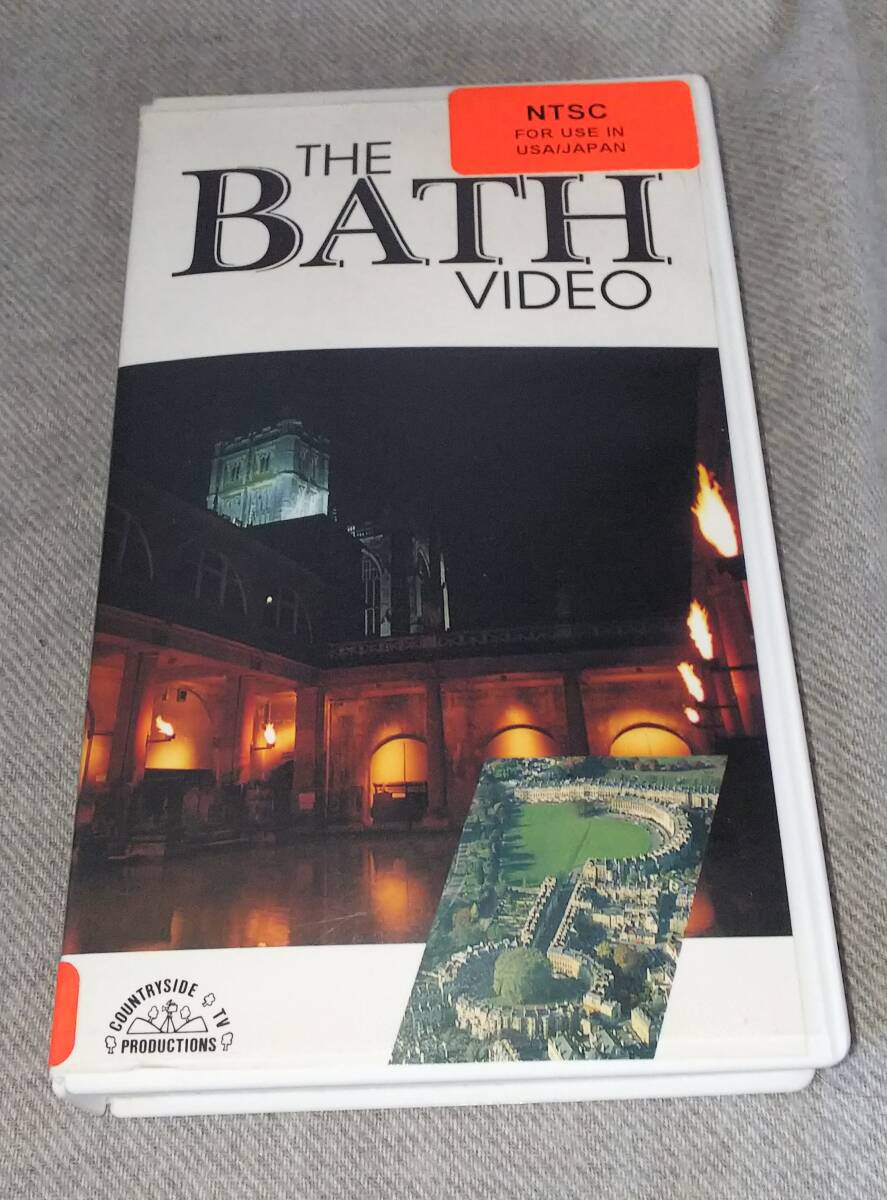 NTSC
FOR USE IN
USA/JAPAN
THE
BATH
VIDEO
COUNTRYSIDE TV
PRODUCTIONS